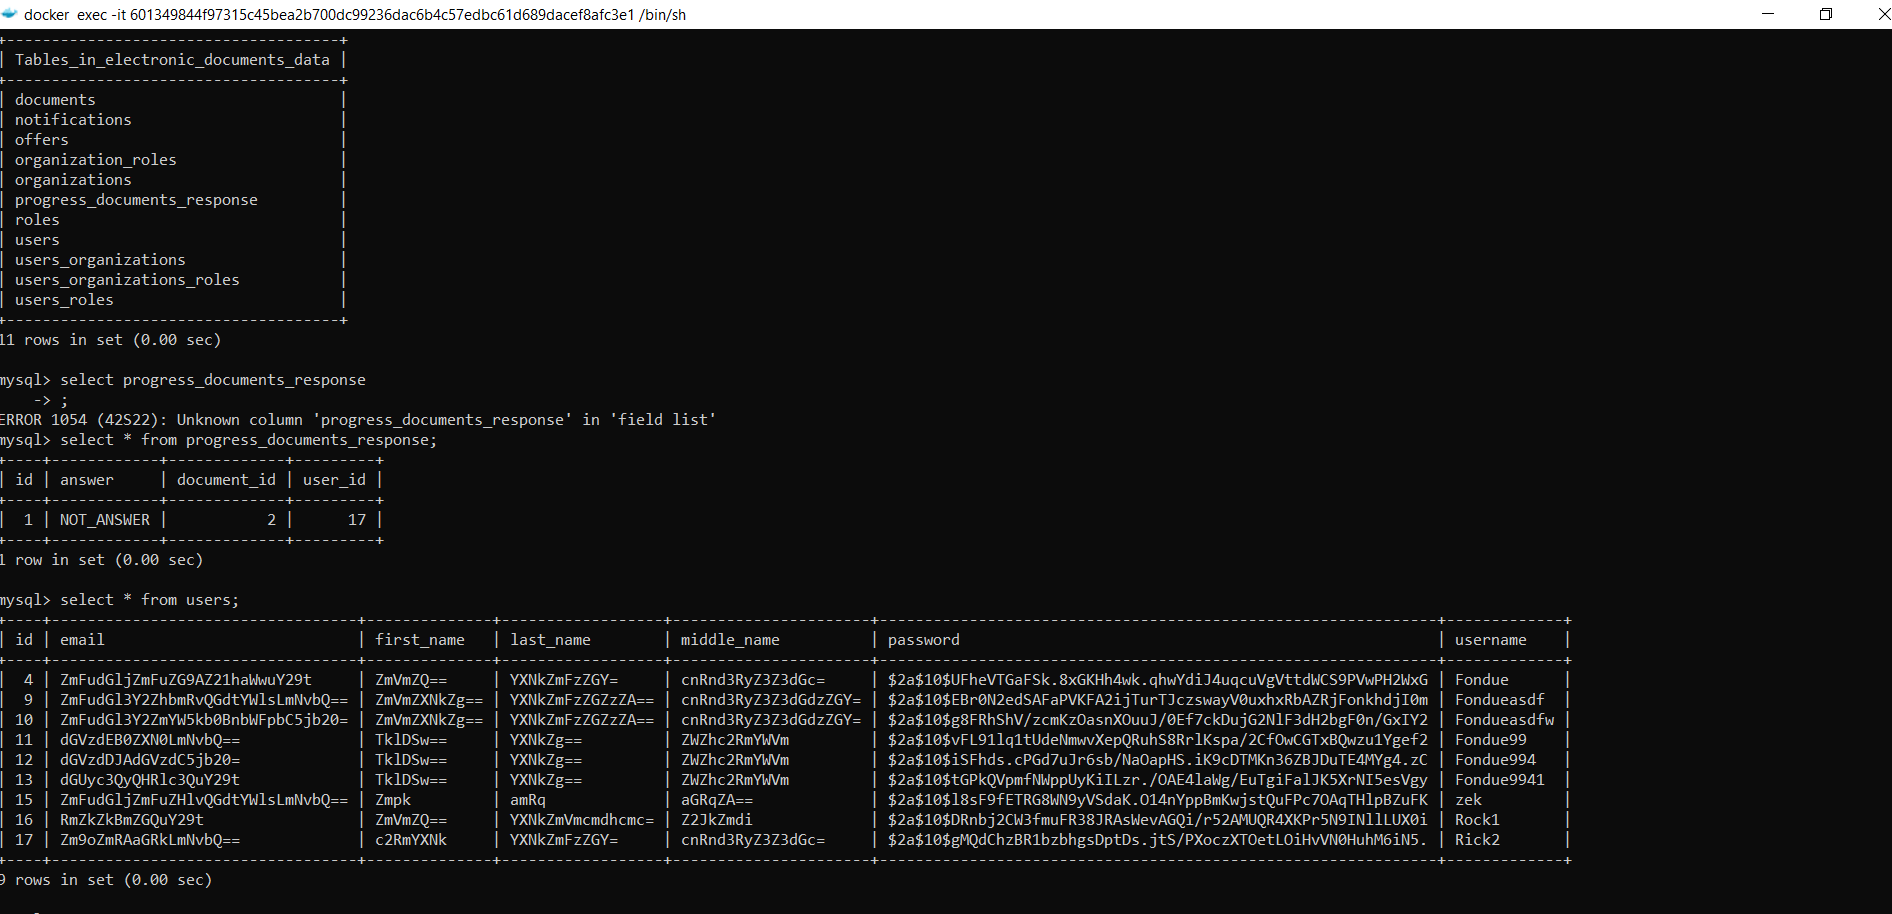 docker exec -it 601349844f97315c45bea2b700dc99236dac6b4c57edbc61d689dacef8afc3e1 /bin/sh
+-------------------------------------+
| Tables_in_electronic_documents_data |
+-------------------------------------+
| documents |
| notifications |
| offers |
| organization_roles |
| organizations |
| progress_documents_response |
| roles |
| users |
| users_organizations |
| users_organizations_roles |
| users_roles |
+-------------------------------------+
11 rows in set (0.00 sec)
mysql> select progress_documents_response
-> ;
ERROR 1054 (42S22): Unknown column 'progress_documents_response' in 'field list'
mysql> select * from progress_documents_response;
+----+------------+-------------+---------+
| id | answer | document_id | user_id |
+----+------------+-------------+---------+
| 1 | NOT_ANSWER | 2 | 17 |
+----+------------+-------------+---------+
1 row in set (0.00 sec)
mysql> select * from users;
+----+----------------------------------+--------------+------------------+----------------------+--------------------------------------------------------------+-------------+
| id | email | first_name | last_name | middle_name | password | username |
+----+----------------------------------+--------------+------------------+----------------------+--------------------------------------------------------------+-------------+
| 4 | ZmFudGljZmFuZG9AZ21haWwuY29t | ZmVmZQ== | YXNkZmFzZGY= | cnRnd3RyZ3Z3dGc= | $2a$10$UFheVTGaFSk.8xGKHh4wk.qhwYdiJ4uqcuVgVttdWCS9PVwPH2WxG | Fondue |
| 9 | ZmFudGl3Y2ZhbmRvQGdtYWlsLmNvbQ== | ZmVmZXNkZg== | YXNkZmFzZGZzZA== | cnRnd3RyZ3Z3dGdzZGY= | $2a$10$EBr0N2edSAFaPVKFA2ijTurTJczswayV0uxhxRbAZRjFonkhdjI0m | Fondueasdf |
| 10 | ZmFudGl3Y2ZmYW5kb0BnbWFpbC5jb20= | ZmVmZXNkZg== | YXNkZmFzZGZzZA== | cnRnd3RyZ3Z3dGdzZGY= | $2a$10$g8FRhShV/zcmKzOasnXOuuJ/0Ef7ckDujG2NlF3dH2bgF0n/GxIY2 | Fondueasdfw |
| 11 | dGVzdEB0ZXN0LmNvbQ== | TklDSw== | YXNkZg== | ZWZhc2RmYWVm | $2a$10$vFL91lq1tUdeNmwvXepQRuhS8RrlKspa/2CfOwCGTxBQwzu1Ygef2 | Fondue99 |
| 12 | dGVzdDJAdGVzdC5jb20= | TklDSw== | YXNkZg== | ZWZhc2RmYWVm | $2a$10$iSFhds.cPGd7uJr6sb/NaOapHS.iK9cDTMKn36ZBJDuTE4MYg4.zC | Fondue994 |
| 13 | dGUyc3QyQHRlc3QuY29t | TklDSw== | YXNkZg== | ZWZhc2RmYWVm | $2a$10$tGPkQVpmfNWppUyKiILzr./OAE4laWg/EuTgiFalJK5XrNI5esVgy | Fondue9941 |
| 15 | ZmFudGljZmFuZHlvQGdtYWlsLmNvbQ== | Zmpk | amRq | aGRqZA== | $2a$10$l8sF9fETRG8WN9yVSdaK.O14nYppBmKwjstQuFPc7OAqTHlpBZuFK | zek |
| 16 | RmZkZkBmZGQuY29t | ZmVmZQ== | YXNkZmVmcmdhcmc= | Z2JkZmdi | $2a$10$DRnbj2CW3fmuFR38JRAsWevAGQi/r52AMUQR4XKPr5N9INllLUX0i | Rock1 |
| 17 | Zm9oZmRAaGRkLmNvbQ== | c2RmYXNk | YXNkZmFzZGY= | cnRnd3RyZ3Z3dGc= | $2a$10$gMQdChzBR1bzbhgsDptDs.jtS/PXoczXTOetLOiHvVN0HuhM6iN5. | Rick2 |
+----+----------------------------------+--------------+------------------+----------------------+--------------------------------------------------------------+-------------+
9 rows in set (0.00 sec)